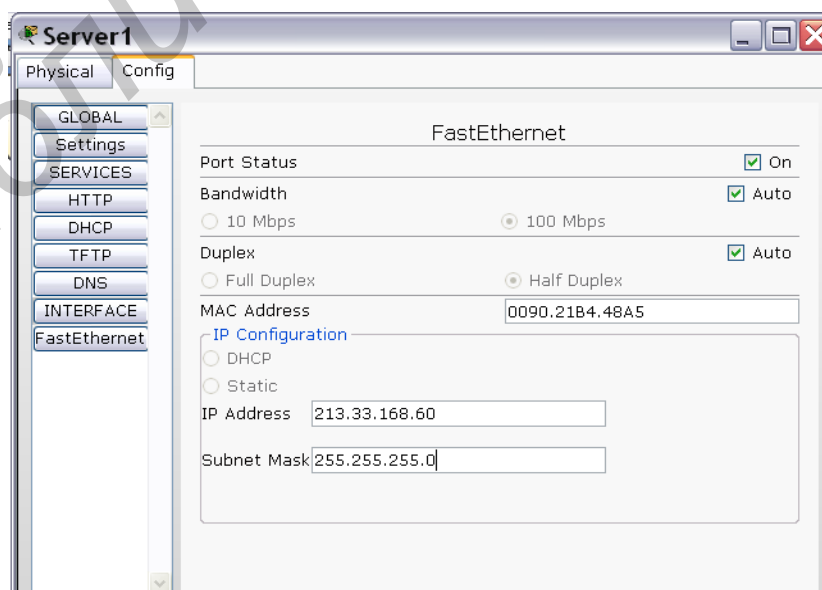 Server1
Physical Config
GLOBAL
Settings
SERVICES
HTTP
DHCP
TFTP
DNS
INTERFACE
FastEthernet
FastEthernet
Port Status On
Bandwidth Auto
10 Mbps 100 Mbps
Duplex Auto
Full Duplex Half Duplex
MAC Address 0090.21B4.48A5
IP Configuration
DHCP
Static
IP Address 213.33.168.60
Subnet Mask 255.255.255.0